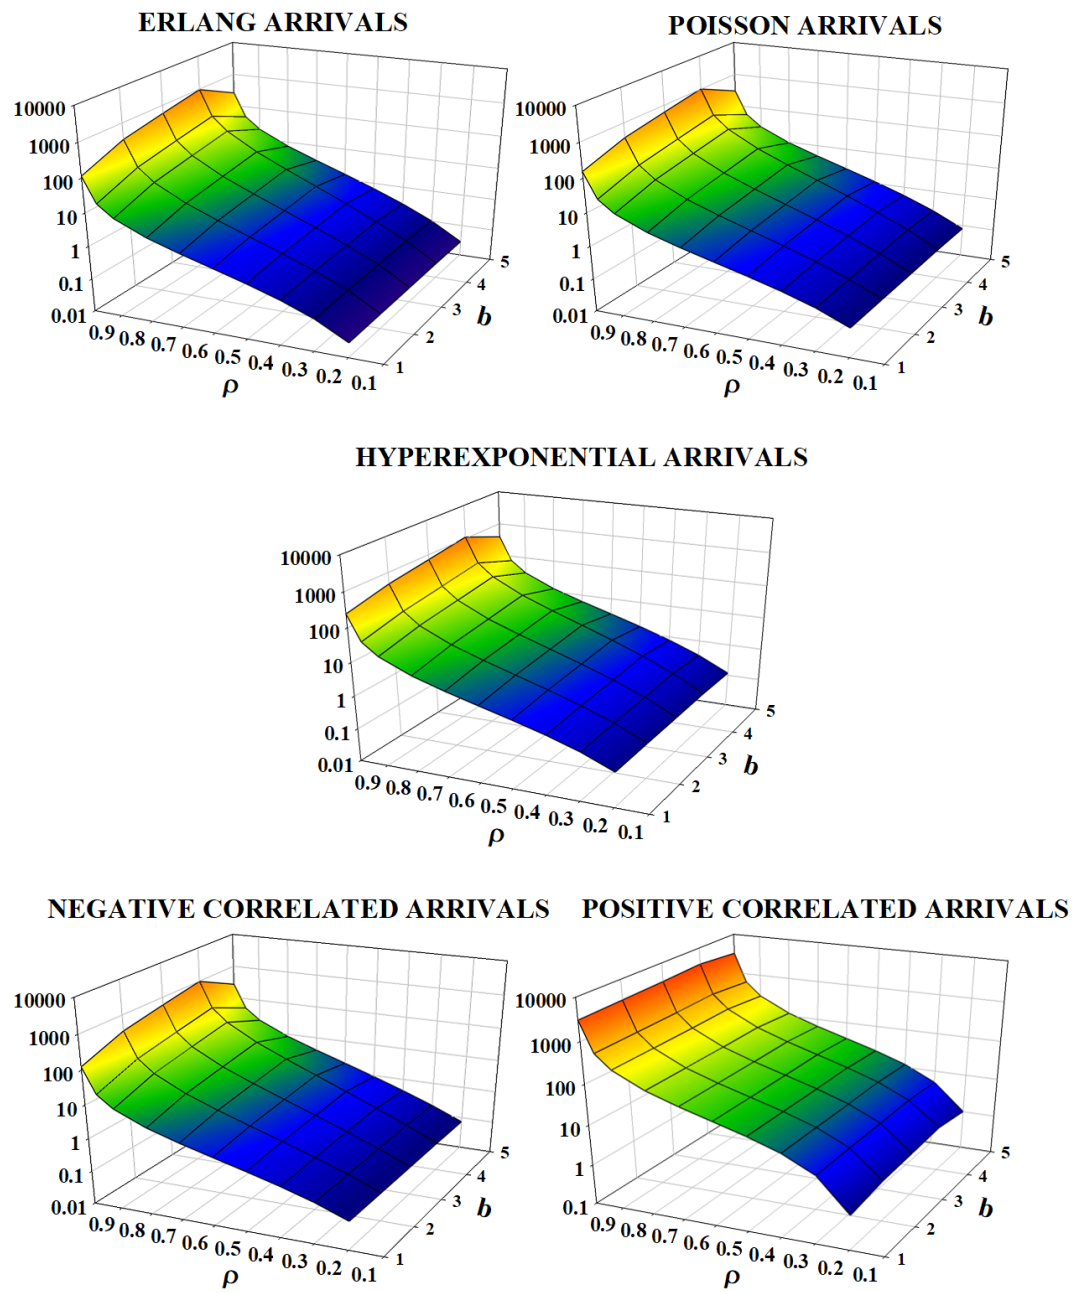 ERLANG ARRIVALS
10000
1000
100
10
1
0.1
0.01
0.9 0.8 0.7 0.6 0.5 0.4 0.3 0.2 0.1
ρ
1 2 3 4 5
b
POISSON ARRIVALS
10000
1000
100
10
1
0.1
0.01
0.9 0.8 0.7 0.6 0.5 0.4 0.3 0.2 0.1
ρ
1 2 3 4 5
b
HYPEREXPONENTIAL ARRIVALS
10000
1000
100
10
1
0.1
0.01
0.9 0.8 0.7 0.6 0.5 0.4 0.3 0.2 0.1
ρ
1 2 3 4 5
b
NEGATIVE CORRELATED ARRIVALS
10000
1000
100
10
1
0.1
0.01
0.9 0.8 0.7 0.6 0.5 0.4 0.3 0.2 0.1
ρ
1 2 3 4 5
b
POSITIVE CORRELATED ARRIVALS
10000
1000
100
10
1
0.1
0.9 0.8 0.7 0.6 0.5 0.4 0.3 0.2 0.1
ρ
1 2 3 4 5
b